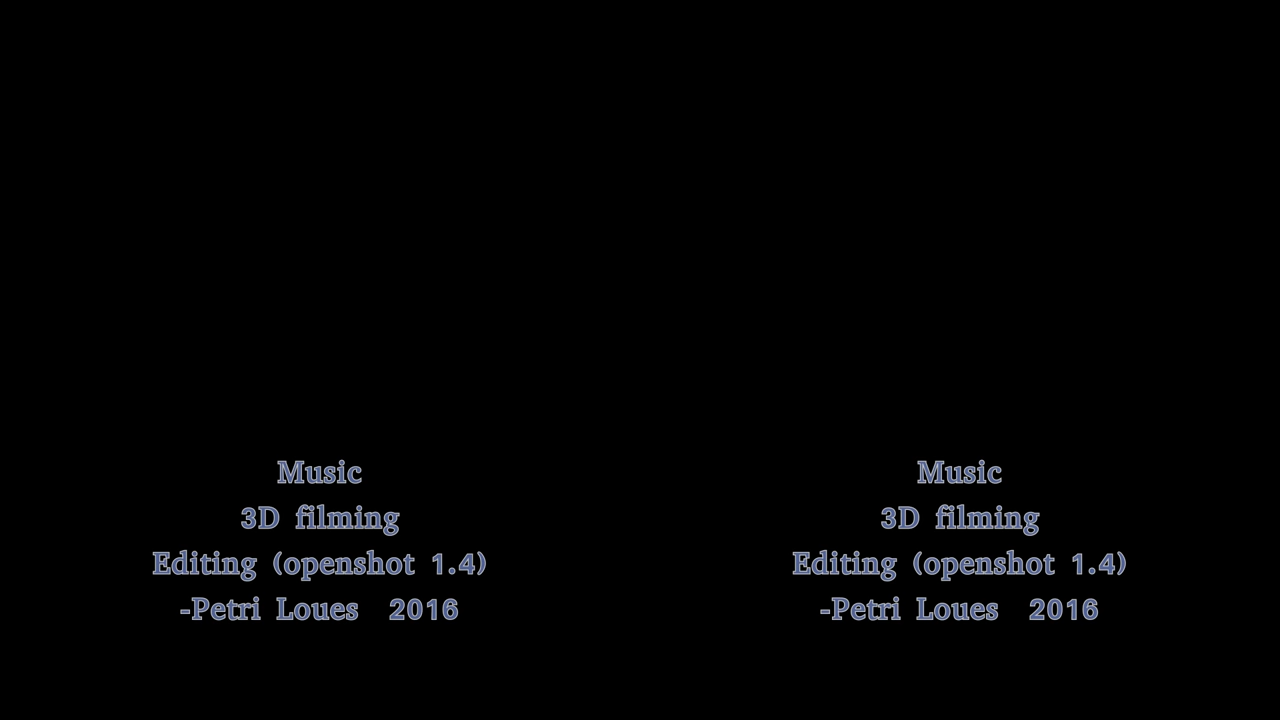 Music
3D filming
Editing (openshot 1.4)
-Petri Loues 2016
Music
3D filming
Editing (openshot 1.4)
-Petri Loues 2016